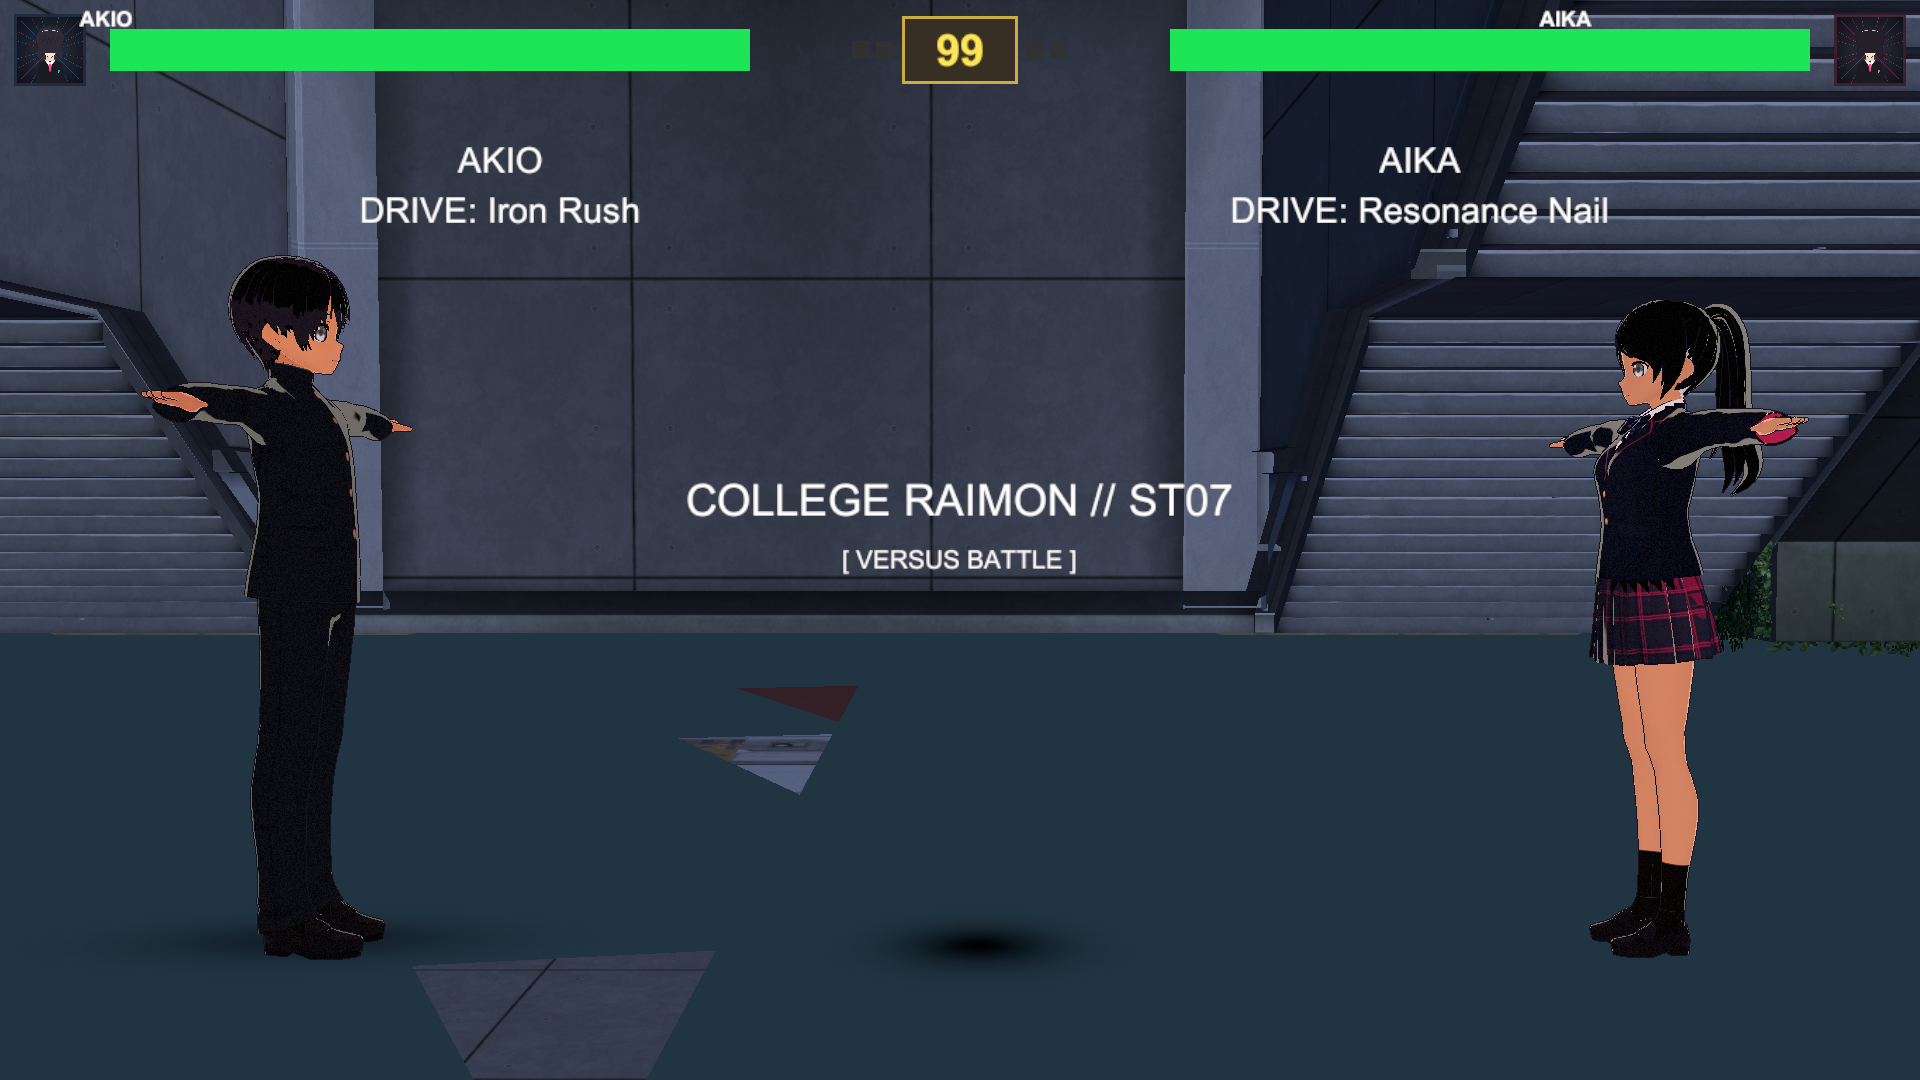 AKIO
AIKA
99
AKIO
AIKA
DRIVE: Iron Rush
DRIVE: Resonance Nail
COLLEGE RAIMON // ST07
[ VERSUS BATTLE ]